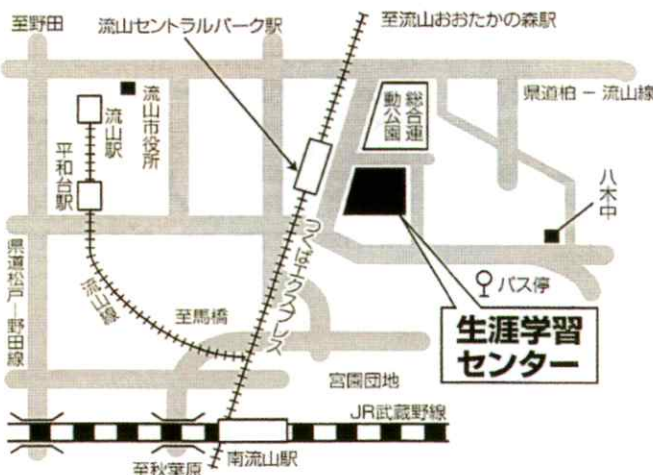 至野田
流山セントラルパーク駅
至流山おおたかの森駅
県道柏－流山線
総合運
動公園
流山市役所
流山駅
平和台駅
八木中
つくばエクスプレス
県道松戸－野田線
流山線
至馬橋
バス停
生涯学習
センター
宮園団地
JR武蔵野線
南流山駅
至秋葉原